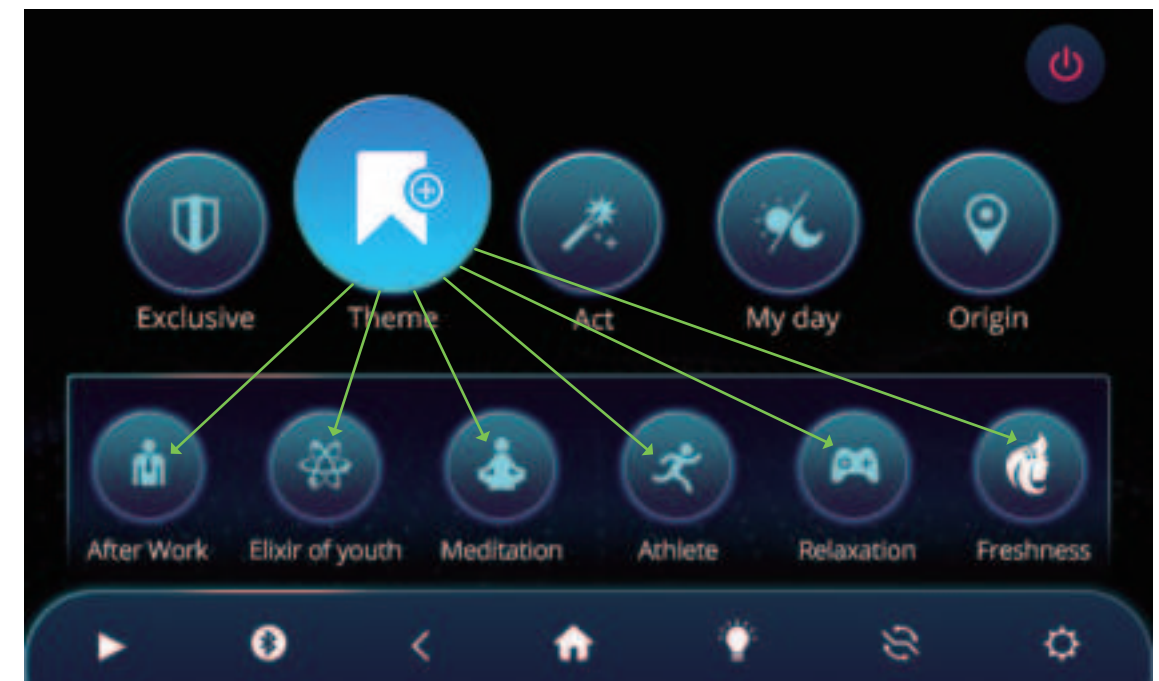 Exclusive
Theme
Act
My day
Origin
After Work
Elixir of youth
Meditation
Athlete
Relaxation
Freshness